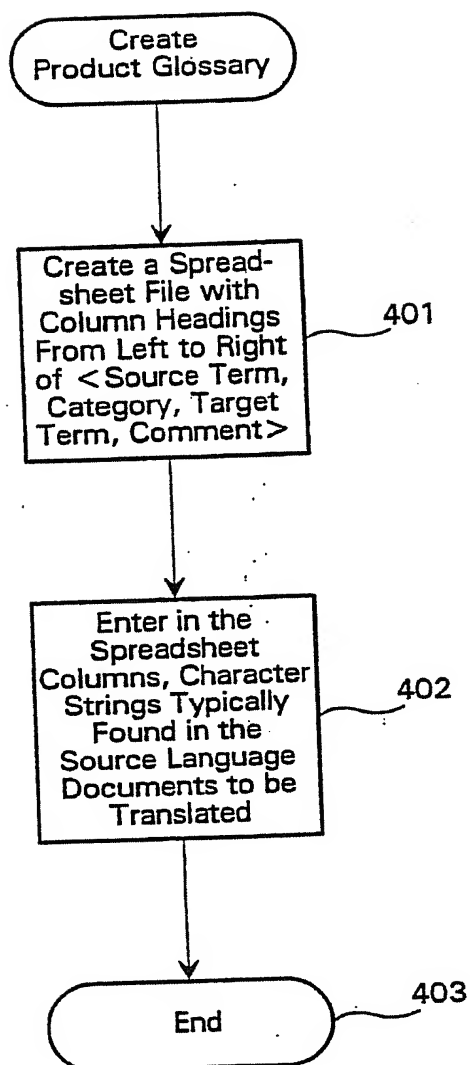 Create
Product Glossary
Create a Spread-
sheet File with
Column Headings
From Left to Right
of <Source Term,
Category, Target
Term, Comment>
401
Enter in the
Spreadsheet
Columns, Character
Strings Typically
Found in the
Source Language
Documents to be
Translated
402
End
403